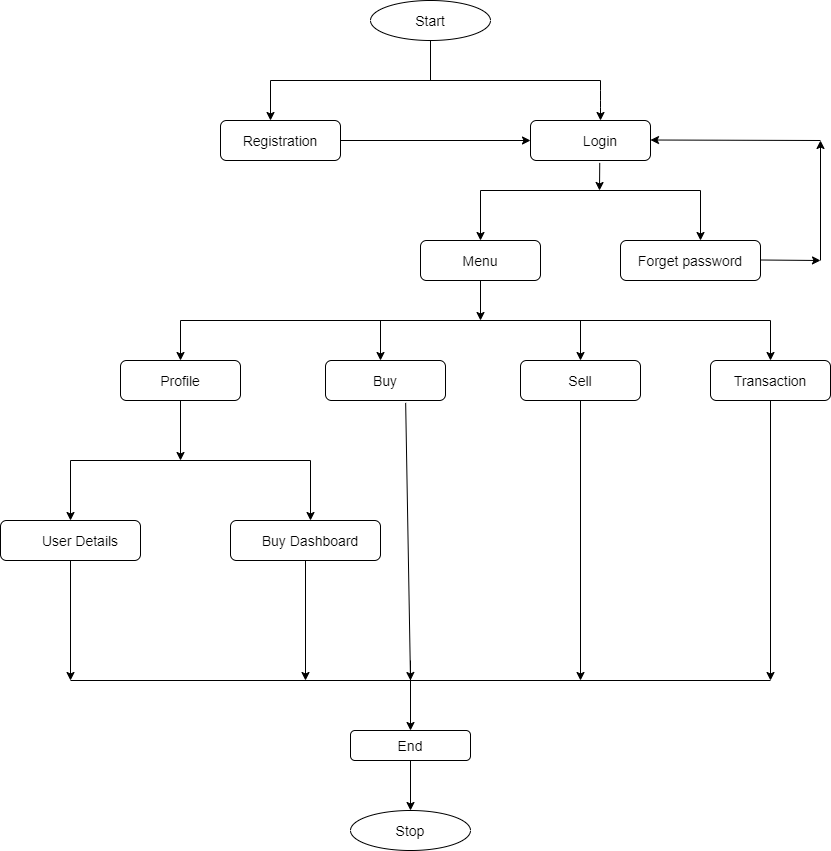 Start
Registration
Login
Menu
Forget password
Profile
Buy
Sell
Transaction
User Details
Buy Dashboard
End
Stop